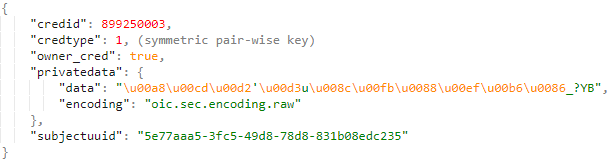 {
"credid": 899250003,
"credtype": 1, (symmetric pair-wise key)
"owner_cred": true,
"privatedata": {
"data": "\u00a8\u00cd\u00d2'\u00d3u\u008c\u00fb\u0088\u00ef\u00b6\u0086_?YB",
"encoding": "oic.sec.encoding.raw"
},
"subjectuuid": "5e77aaa5-3fc5-49d8-78d8-831b08edc235"
}